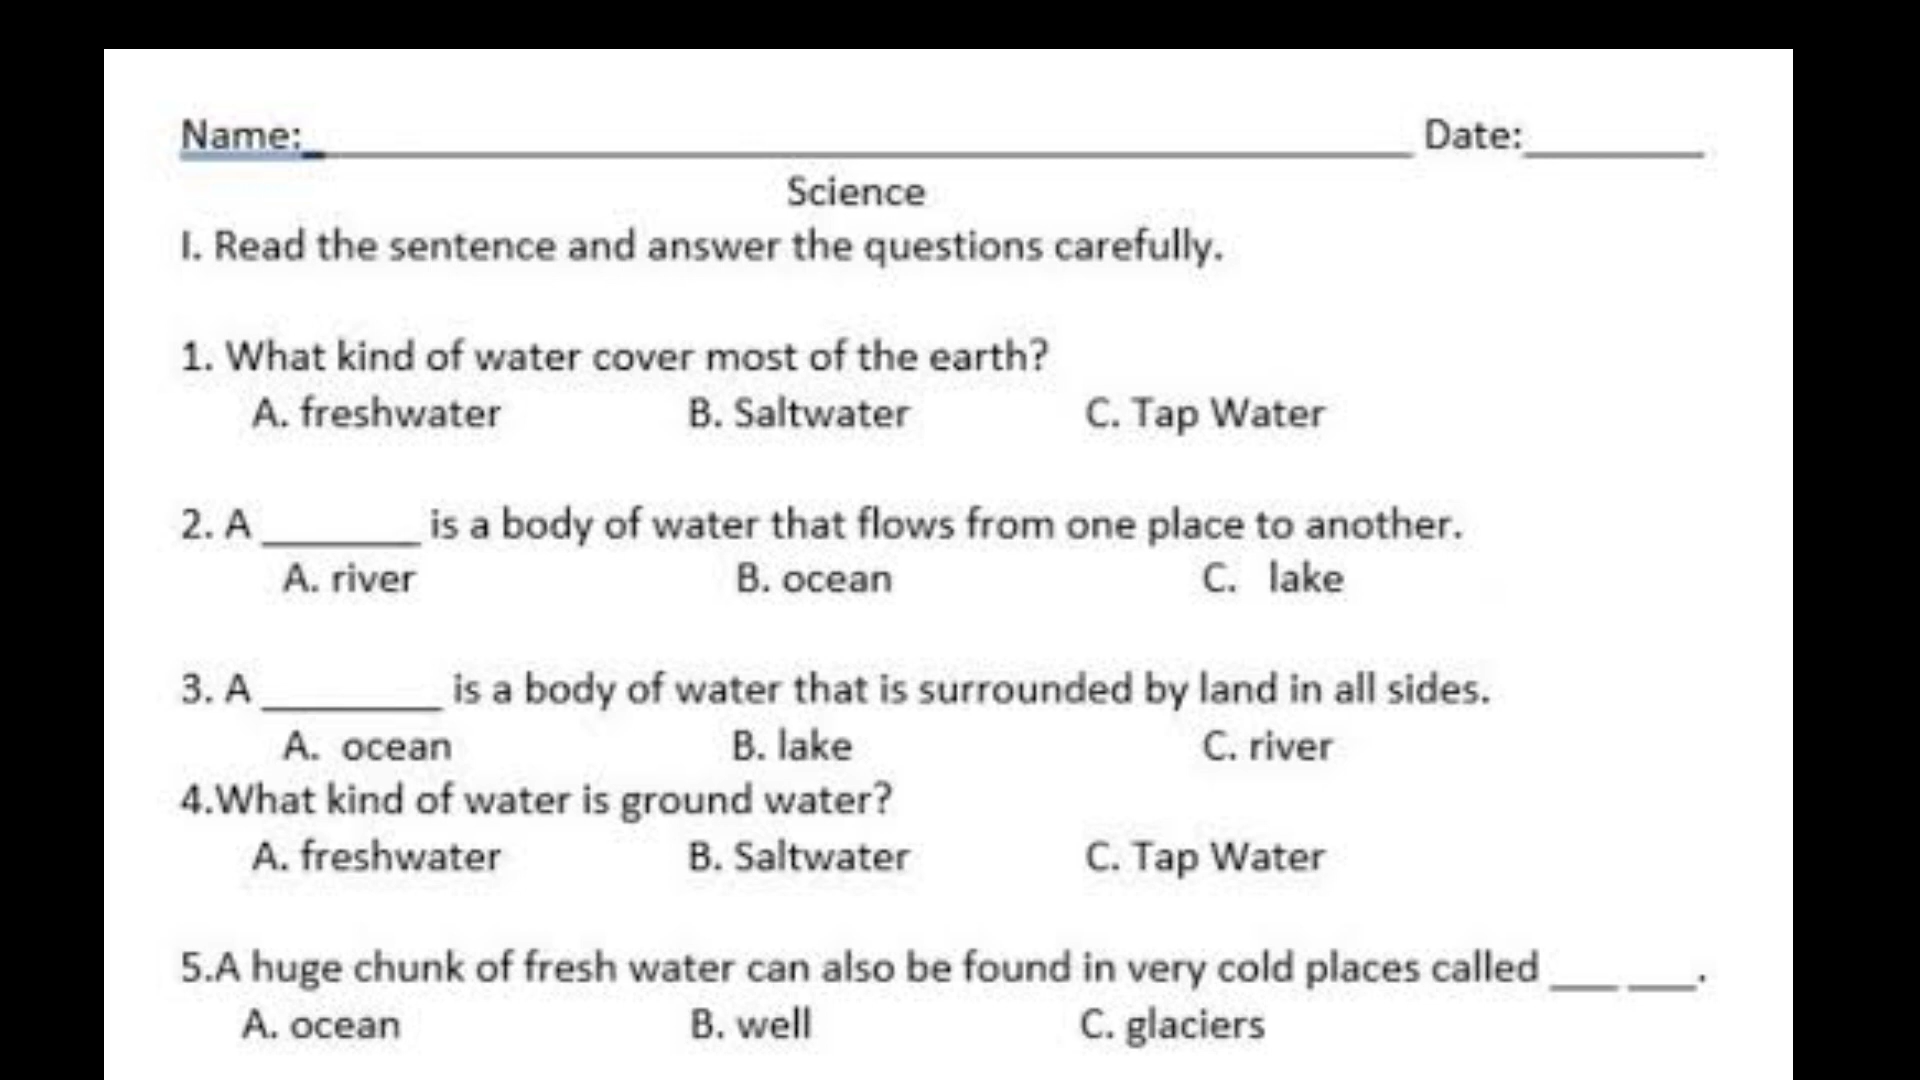 Name:_______________________________________________ Date:________
Science
I. Read the sentence and answer the questions carefully.
1. What kind of water cover most of the earth?
A. freshwater B. Saltwater C. Tap Water
2. A _______ is a body of water that flows from one place to another.
A. river B. ocean C. lake
3. A ________ is a body of water that is surrounded by land in all sides.
A. ocean B. lake C. river
4.What kind of water is ground water?
A. freshwater B. Saltwater C. Tap Water
5.A huge chunk of fresh water can also be found in very cold places called ___ ___.
A. ocean B. well C. glaciers